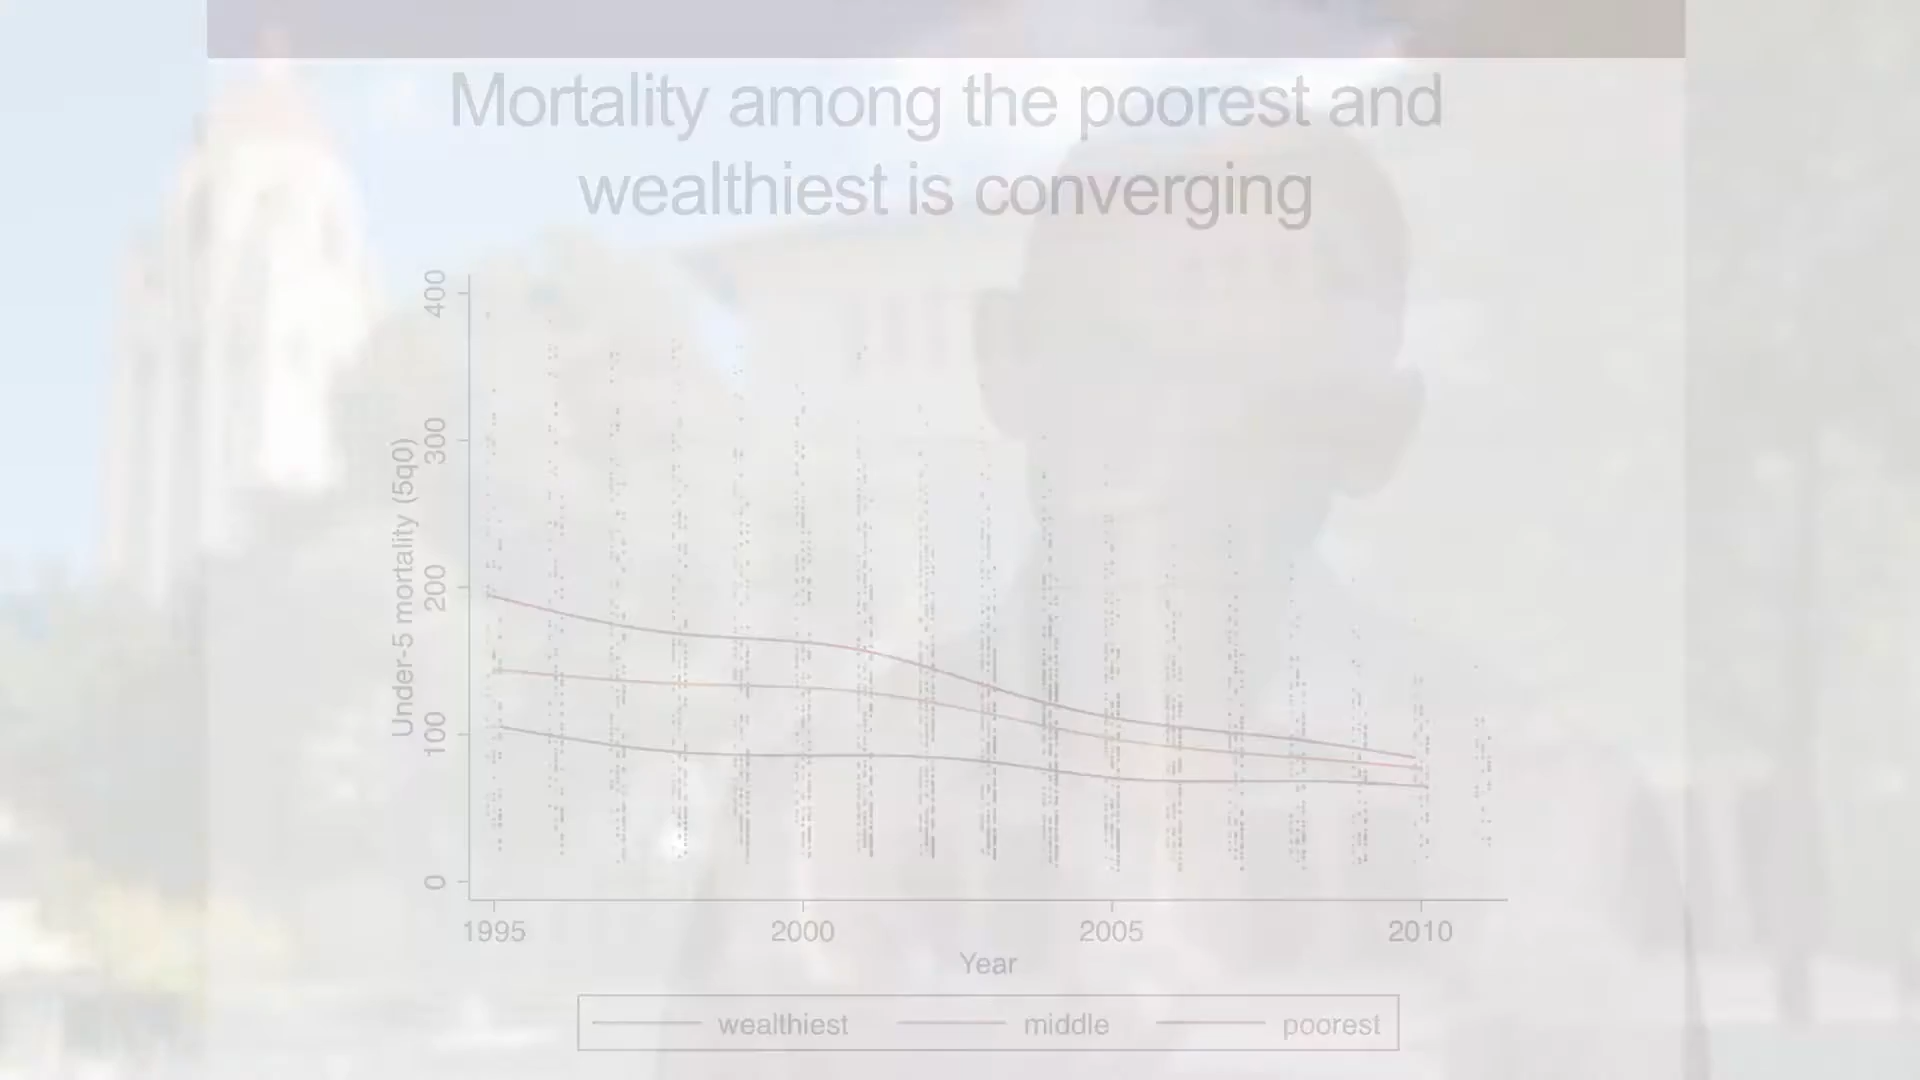 Mortality among the poorest and
wealthiest is converging
400
300
200
100
0
Under-5 mortality (5q0)
1995 2000 2005 2010
Year
wealthiest middle poorest